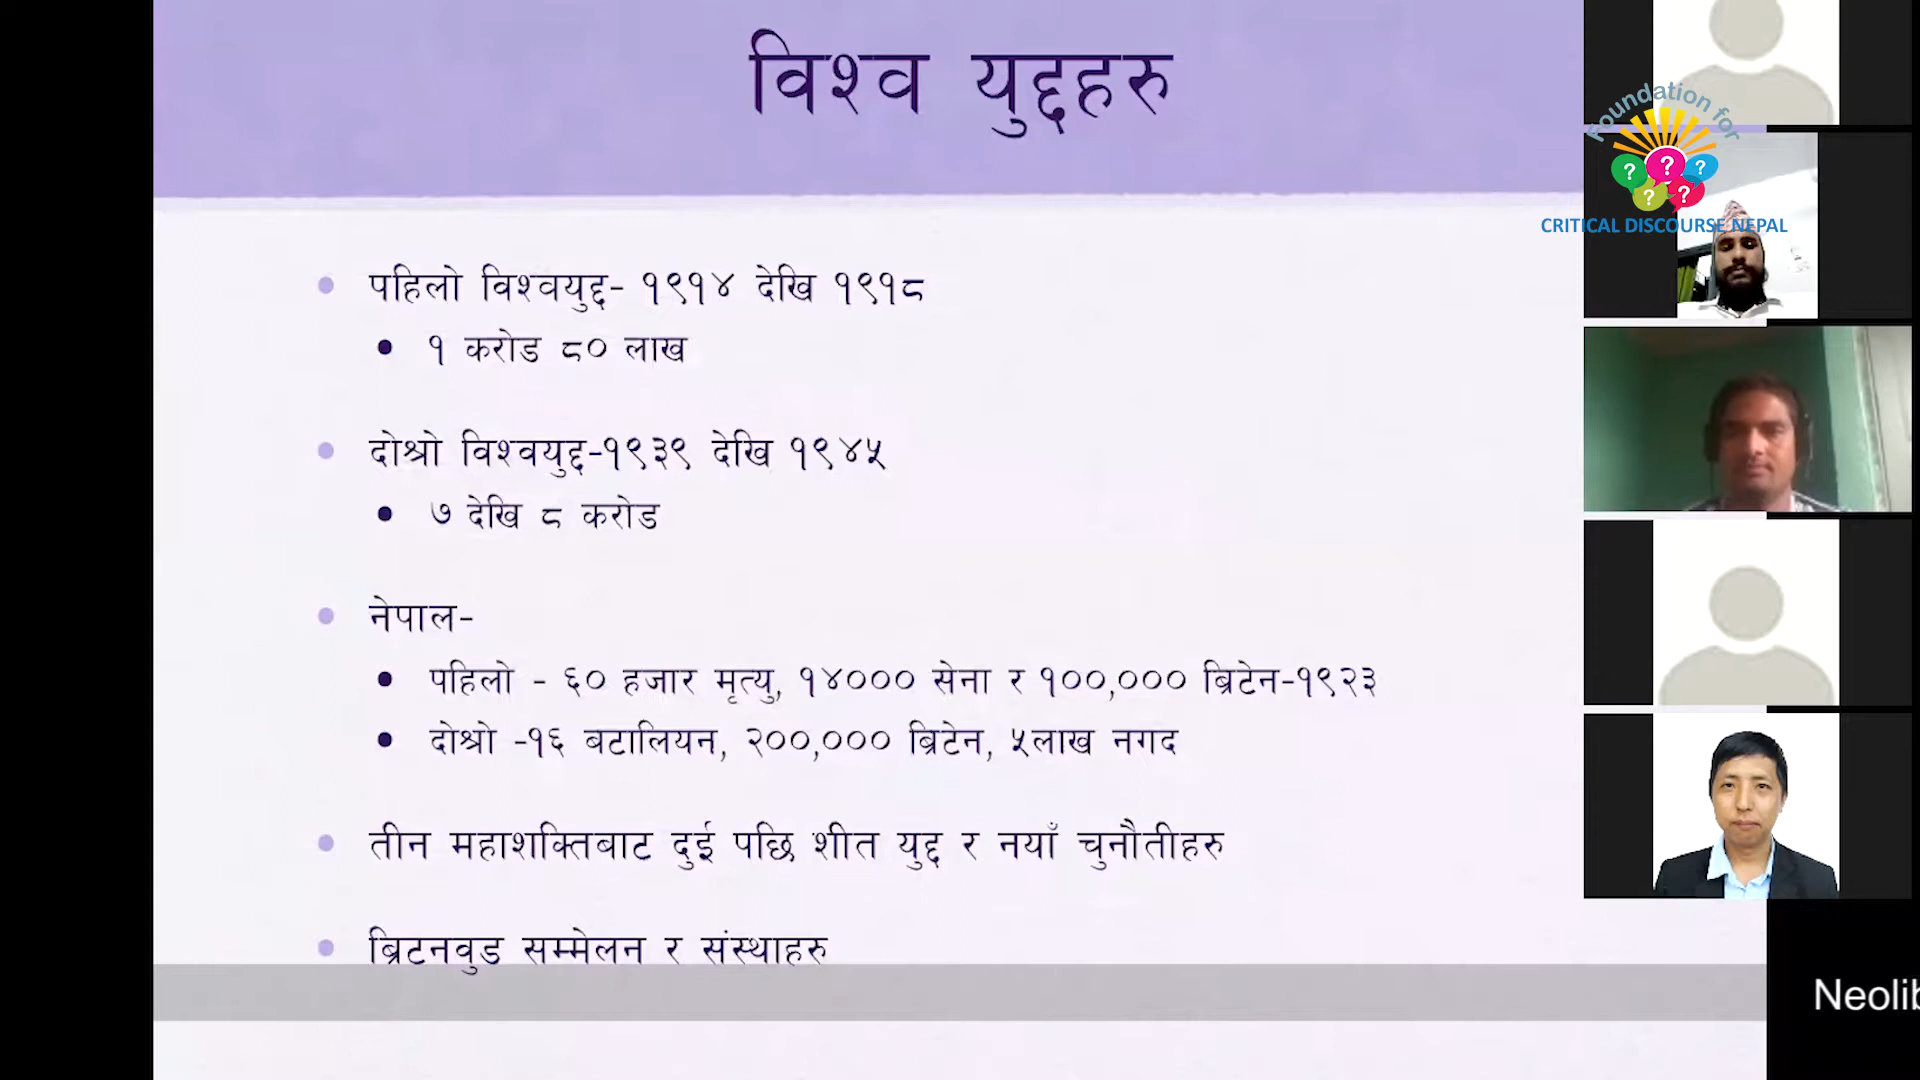 विश्व युद्दहरु
पहिलो विश्वयुद्द- १९१४ देखि १९१८
१ करोड ८० लाख
दोश्रो विश्वयुद्द-१९३९ देखि १९४५
७ देखि ८ करोड
नेपाल-
पहिलो - ६० हजार मृत्यु, १४००० सेना र १००,००० ब्रिटेन-१९२३
दोश्रो -१६ बटालियन, २००,००० ब्रिटेन, ५लाख नगद
तीन महाशक्तिबाट दुई पछि शीत युद्द र नयाँ चुनौतीहरु
ब्रिटनवुड सम्मेलन र संस्थाहरु
Foundation for
CRITICAL DISCOURSE NEPAL
Neolib